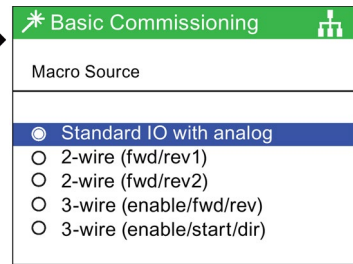 Basic Commissioning
Macro Source
Standard IO with analog
2-wire (fwd/rev1)
2-wire (fwd/rev2)
3-wire (enable/fwd/rev)
3-wire (enable/start/dir)